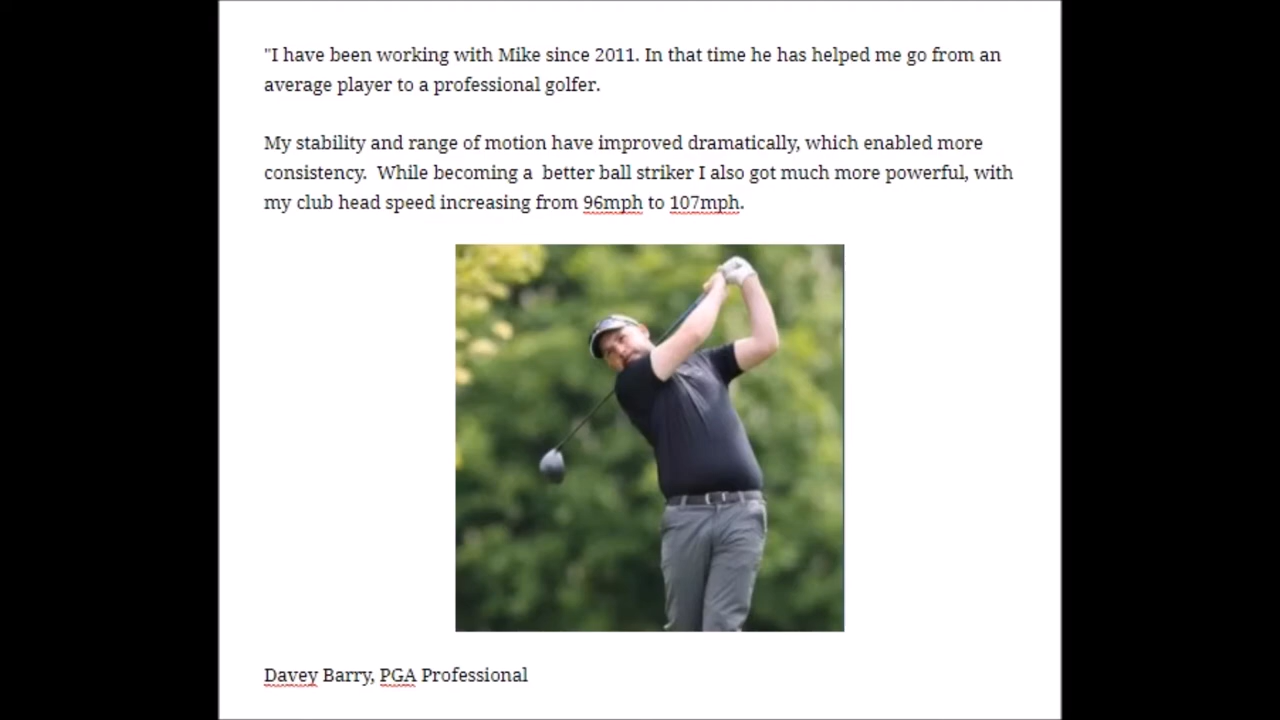 "I have been working with Mike since 2011. In that time he has helped me go from an
average player to a professional golfer.
My stability and range of motion have improved dramatically, which enabled more
consistency.  While becoming a  better ball striker I also got much more powerful, with
my club head speed increasing from 96mph to 107mph.
Davey Barry, PGA Professional